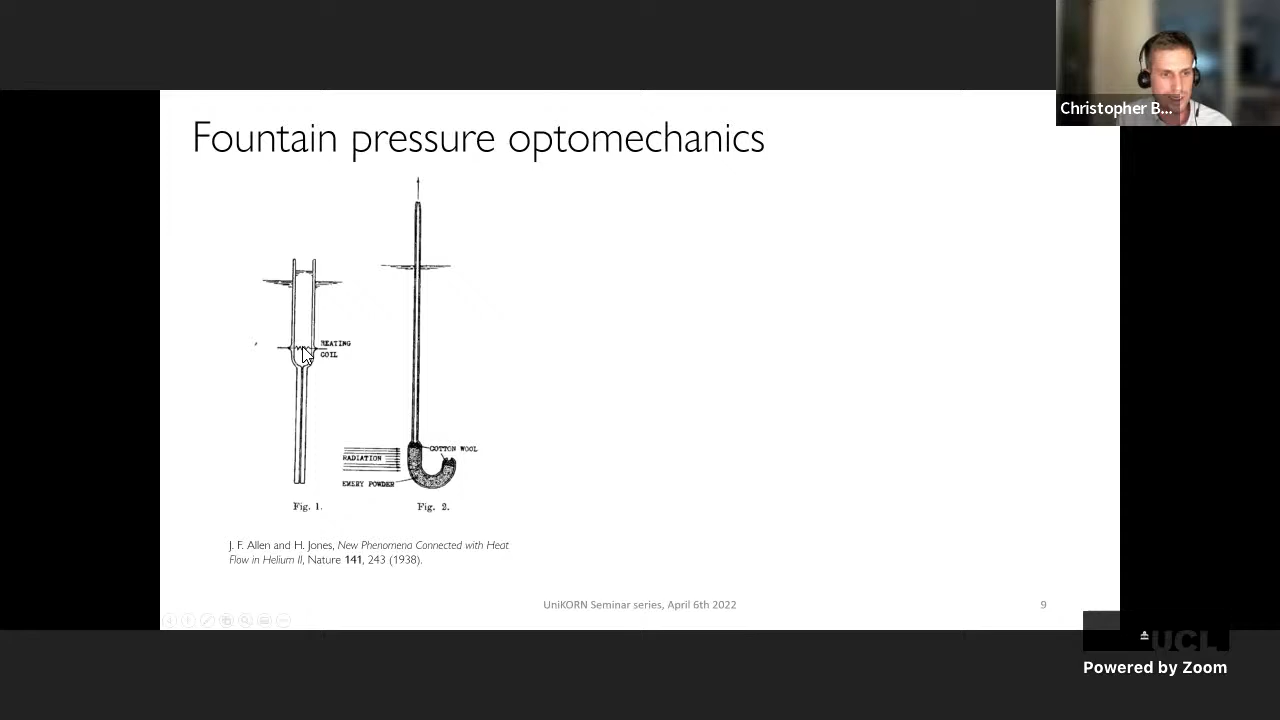 Christopher B...
Fountain pressure optomechanics
HEATING
COIL
COTTON WOOL
RADIATION
EMERY POWDER
Fig. 1.
Fig. 2.
J. F. Allen and H. Jones, New Phenomena Connected with Heat
Flow in Helium II, Nature 141, 243 (1938).
UniKORN Seminar series, April 6th 2022
9
UCL
Powered by Zoom